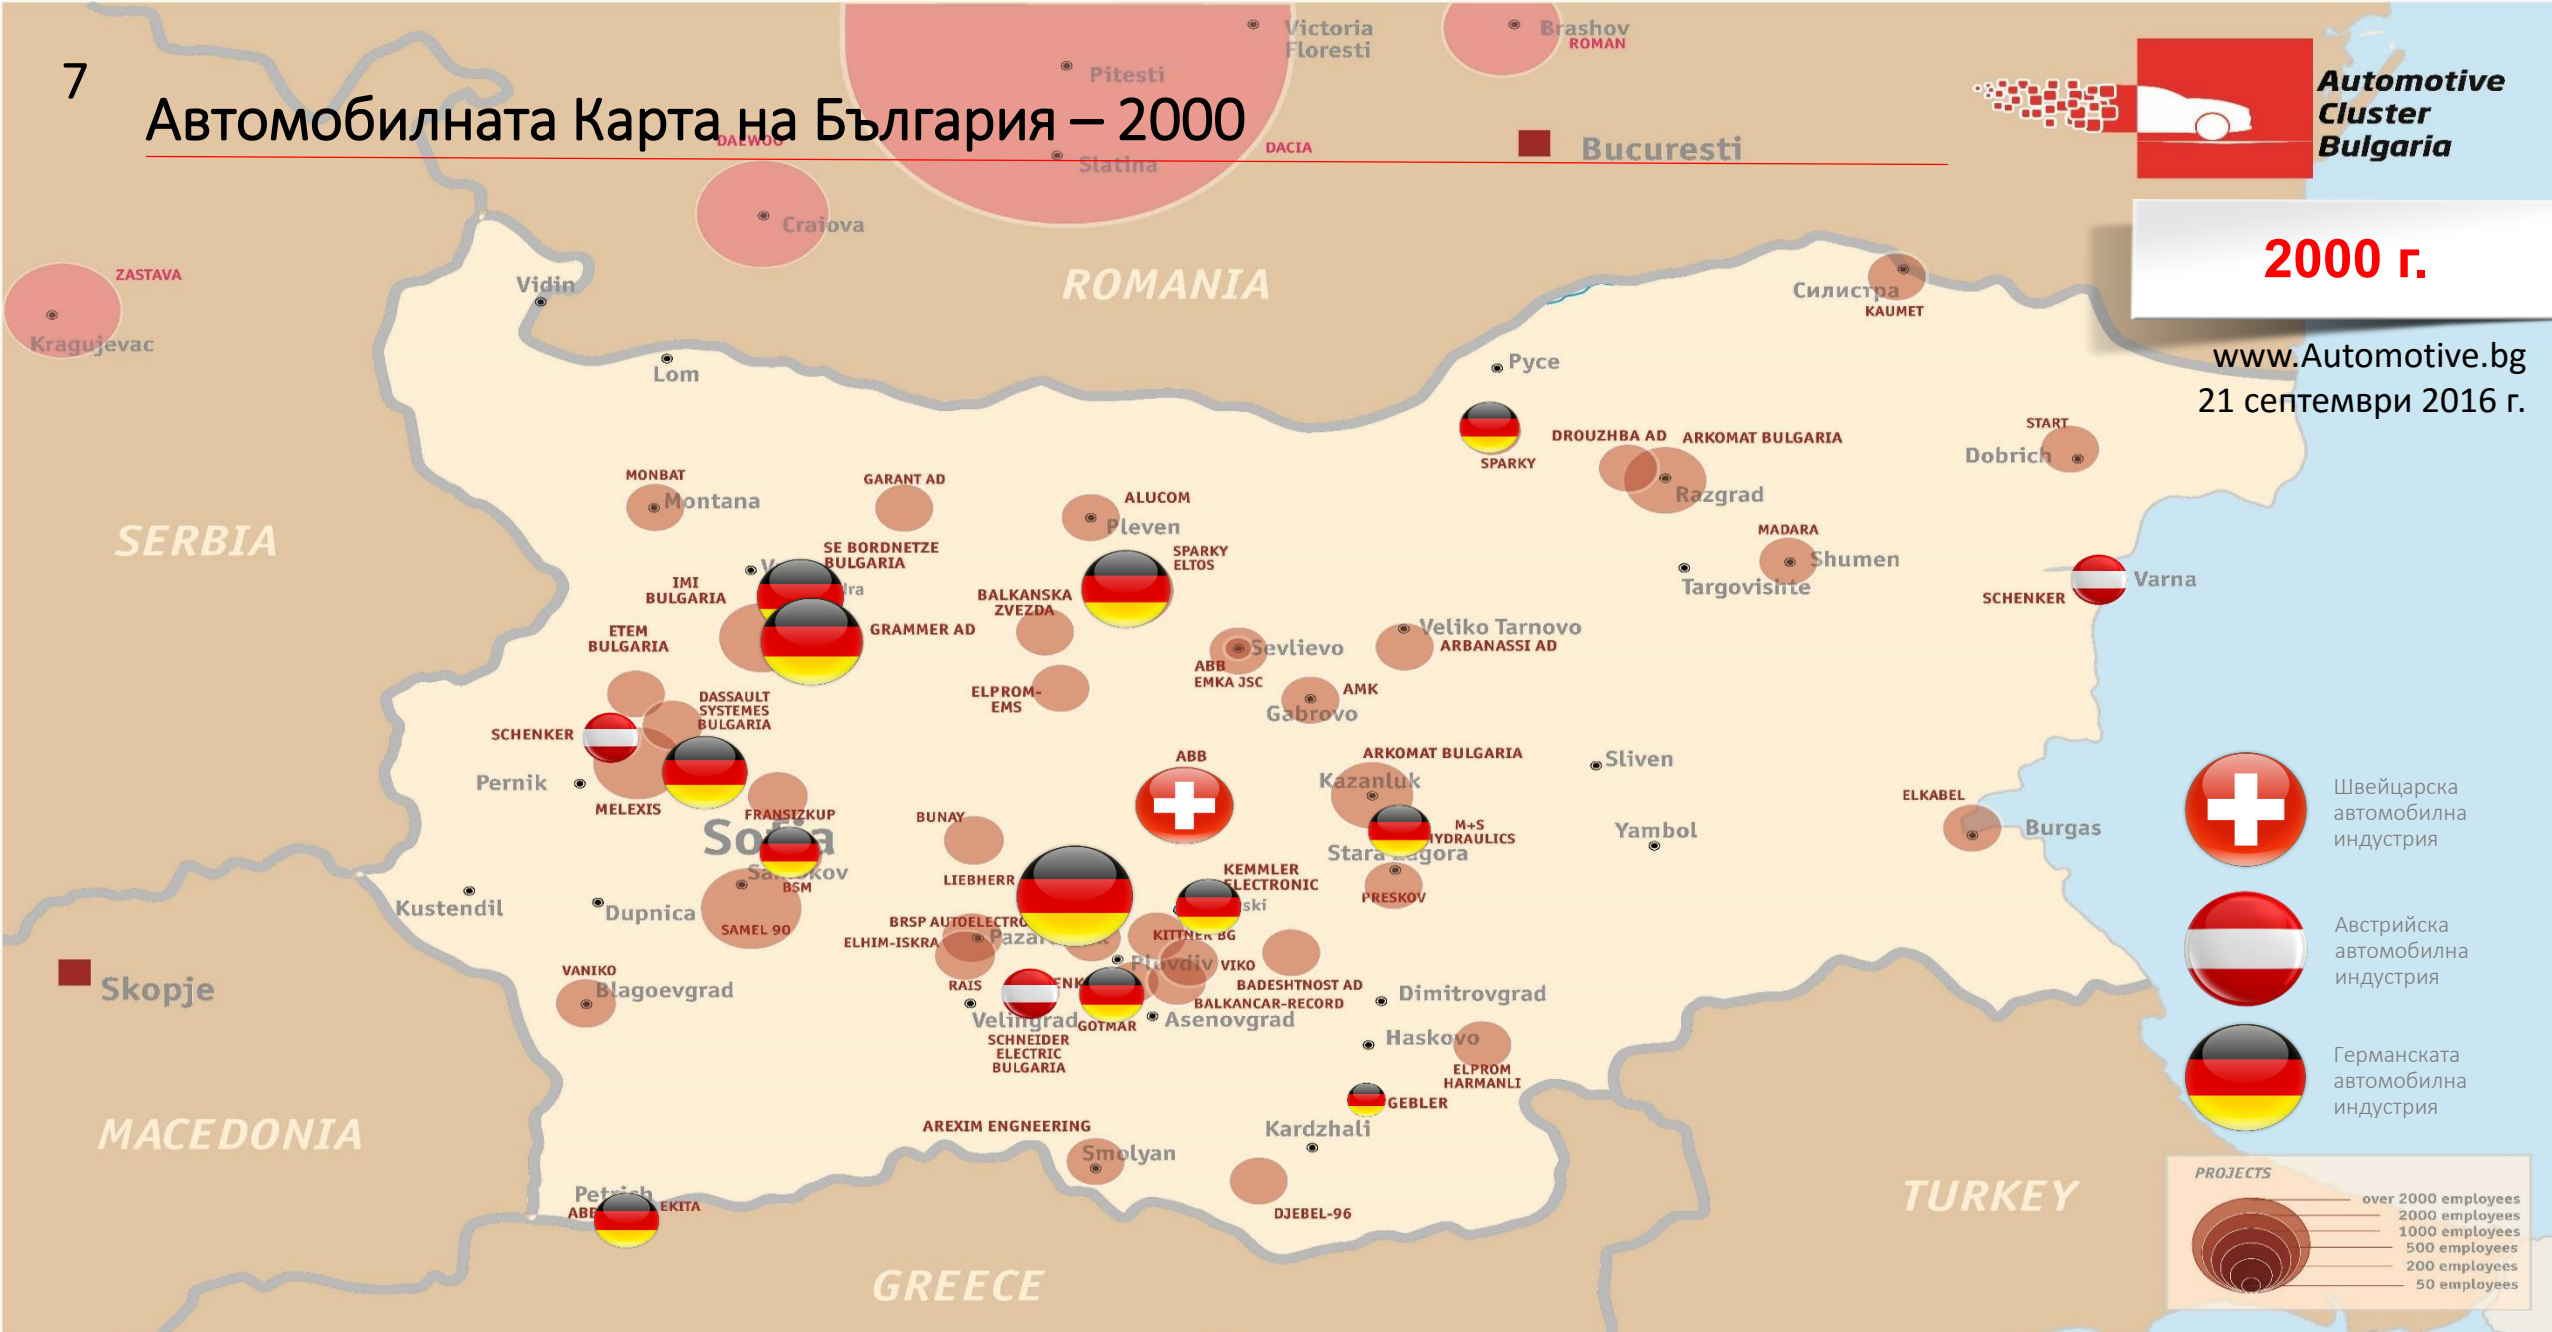 7
Автомобилната Карта на България – 2000
Victoria
Floresti
Brashov
ROMAN
Pitesti
DAEWOO
Slatina
DACIA
Bucuresti
Craiova
Automotive
Cluster
Bulgaria
2000 г.
www.Automotive.bg
21 септември 2016 г.
ZASTAVA
Kragujevac
ROMANIA
Vidin
Lom
Силистра
KAUMET
Русе
SPARKY
DROUZHBA AD
ARKOMAT BULGARIA
Razgrad
START
Dobrich
MONBAT
Montana
GARANT AD
ALUCOM
Pleven
SERBIA
SE BORDNETZE
BULGARIA
SPARKY
ELTOS
MADARA
Shumen
Targovishte
SCHENKER
Varna
IMI
BULGARIA
BALKANSKA
ZVEZDA
GRAMMER AD
ETEM
BULGARIA
Sevlievo
ABB
EMKA JSC
Veliko Tarnovo
ARBANASSI AD
ELPROM-
EMS
AMK
Gabrovo
DASSAULT
SYSTEMES
BULGARIA
SCHENKER
Pernik
MELEXIS
FRANSIZKUP
Sofia
BSM
SAMEL 90
ABB
ARKOMAT BULGARIA
Kazanluk
M+S
Stara
Sliven
Yambol
ELKABEL
Burgas
BUNAY
LIEBHERR
KEMMLER
PRESKOV
Kustendil
Dupnica
BRSP
ELHIM-ISKRA
KITTNER BG
Pluvdiv
VIKO
BADESHTNOST AD
BALKANCAR-RECORD
RAIS
Velingrad
GOTMAR
Asenovgrad
SCHNEIDER
ELECTRIC
BULGARIA
Dimitrovgrad
Haskovo
ELPROM
HARMANLI
GEBLER
Kardzhali
VANIKO
Blagoevgrad
Skopje
MACEDONIA
AREXIM ENGNEERING
Smolyan
DJEBEL-96
Petrich
EKITA
GREECE
TURKEY
Швейцарска
автомобилна
индустрия
Австрийска
автомобилна
индустрия
Германската
автомобилна
индустрия
PROJECTS
over 2000 employees
2000 employees
1000 employees
500 employees
200 employees
50 employees